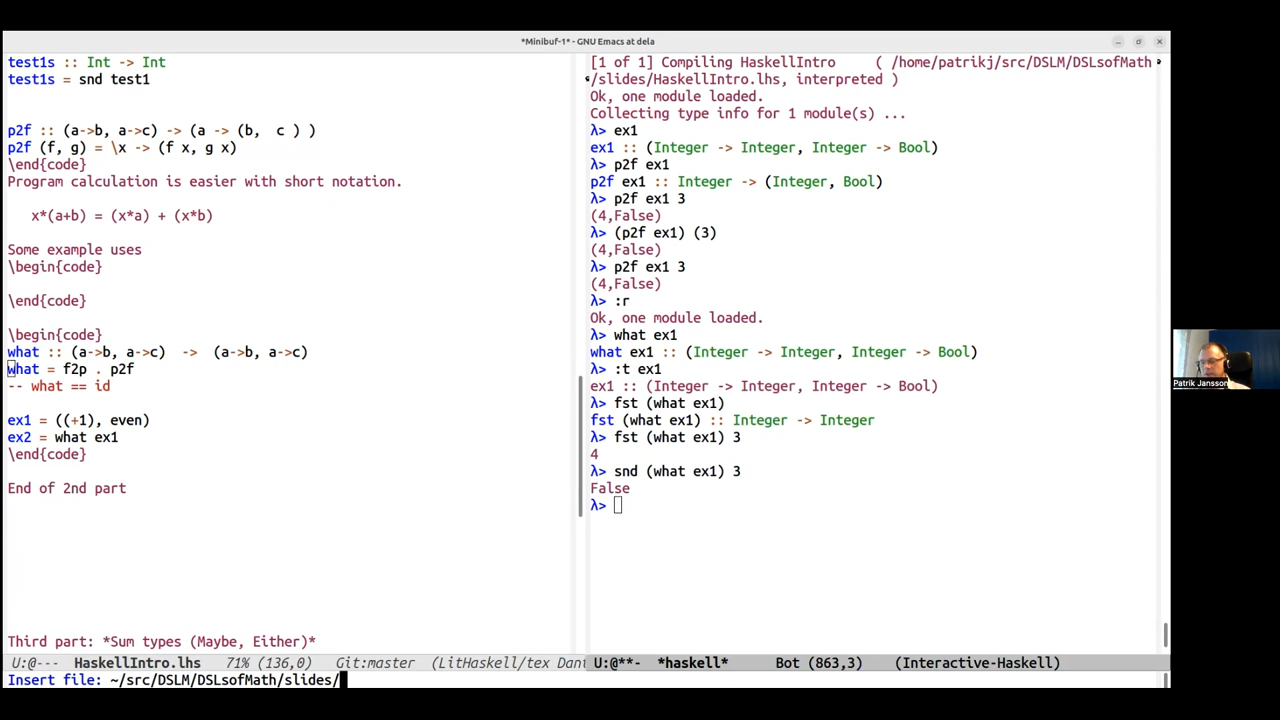 *Minibuf-1* - GNU Emacs at dela
test1s :: Int -> Int
test1s = snd test1
p2f :: (a->b, a->c) -> (a -> (b,  c ) )
p2f (f, g) = \x -> (f x, g x)
\end{code}
Program calculation is easier with short notation.
x*(a+b) = (x*a) + (x*b)
Some example uses
\begin{code}
\end{code}
\begin{code}
what :: (a->b, a->c)  ->  (a->b, a->c)
what = f2p . p2f
-- what == id
ex1 = ((+1), even)
ex2 = what ex1
\end{code}
End of 2nd part
Third part: *Sum types (Maybe, Either)*
U:@---  HaskellIntro.lhs   71% (136,0)   Git:master  (LitHaskell/tex Dant
Insert file: ~/src/DSLM/DSLsofMath/slides/
[1 of 1] Compiling HaskellIntro    ( /home/patrikj/src/DSLM/DSLsofMath
/slides/HaskellIntro.lhs, interpreted )
Ok, one module loaded.
Collecting type info for 1 module(s) ...
λ> ex1
ex1 :: (Integer -> Integer, Integer -> Bool)
λ> p2f ex1
p2f ex1 :: Integer -> (Integer, Bool)
λ> p2f ex1 3
(4,False)
λ> (p2f ex1) (3)
(4,False)
λ> p2f ex1 3
(4,False)
λ> :r
Ok, one module loaded.
λ> what ex1
what ex1 :: (Integer -> Integer, Integer -> Bool)
λ> :t ex1
ex1 :: (Integer -> Integer, Integer -> Bool)
λ> fst (what ex1)
fst (what ex1) :: Integer -> Integer
λ> fst (what ex1) 3
4
λ> snd (what ex1) 3
False
λ>
U:@**-  *haskell*      Bot (863,3)    (Interactive-Haskell)
Patrik Jansson